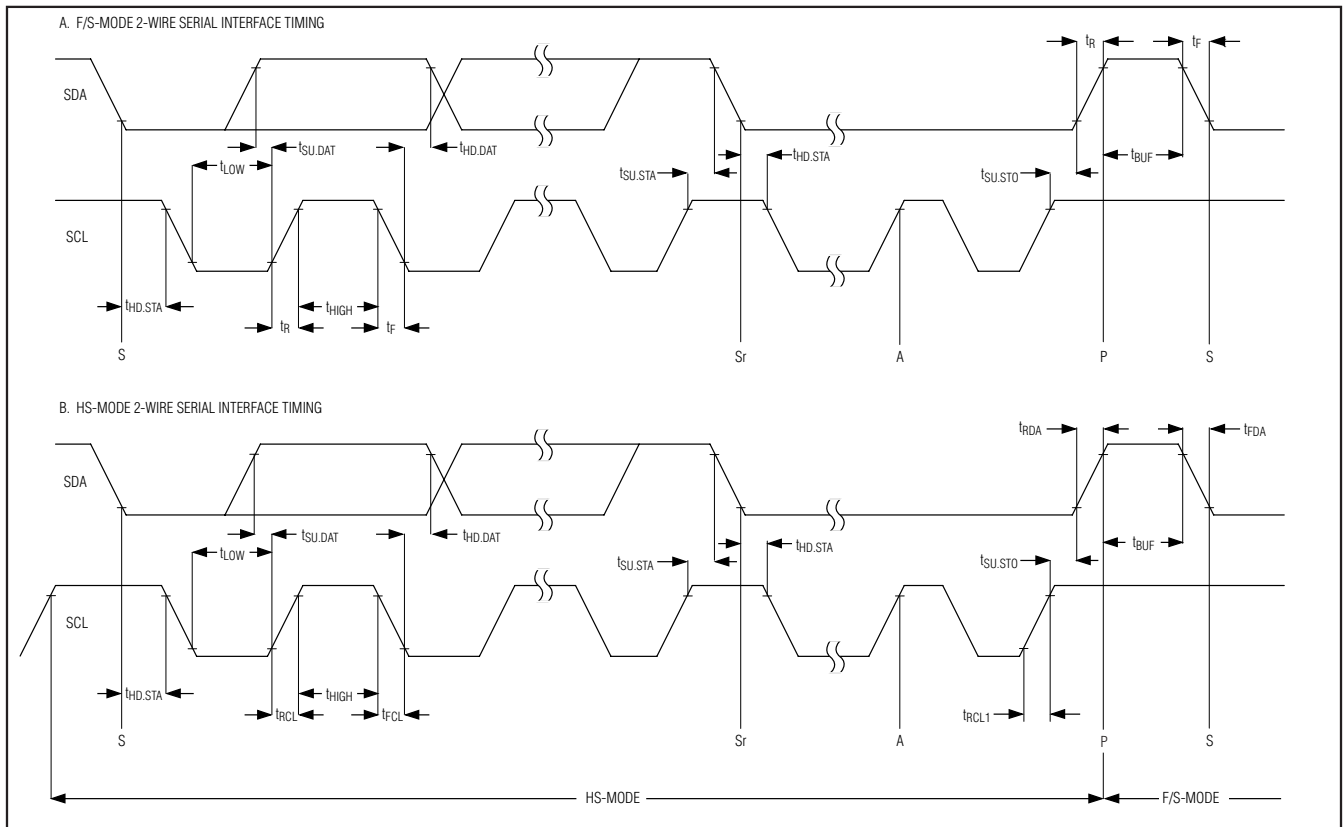 A. F/S-MODE 2-WIRE SERIAL INTERFACE TIMING
tR
tF
SDA
tSU.DAT
tHD.DAT
tLOW
tHD.STA
tBUF
tSU.STA
tSU.STO
SCL
tHD.STA
tHIGH
tR
tF
S
Sr
A
P
S
B. HS-MODE 2-WIRE SERIAL INTERFACE TIMING
tRDA
tFDA
SDA
tSU.DAT
tHD.DAT
tLOW
tHD.STA
tBUF
tSU.STA
tSU.STO
SCL
tHD.STA
tHIGH
tRCL
tFCL
tRCL1
S
Sr
A
P
S
HS-MODE
F/S-MODE